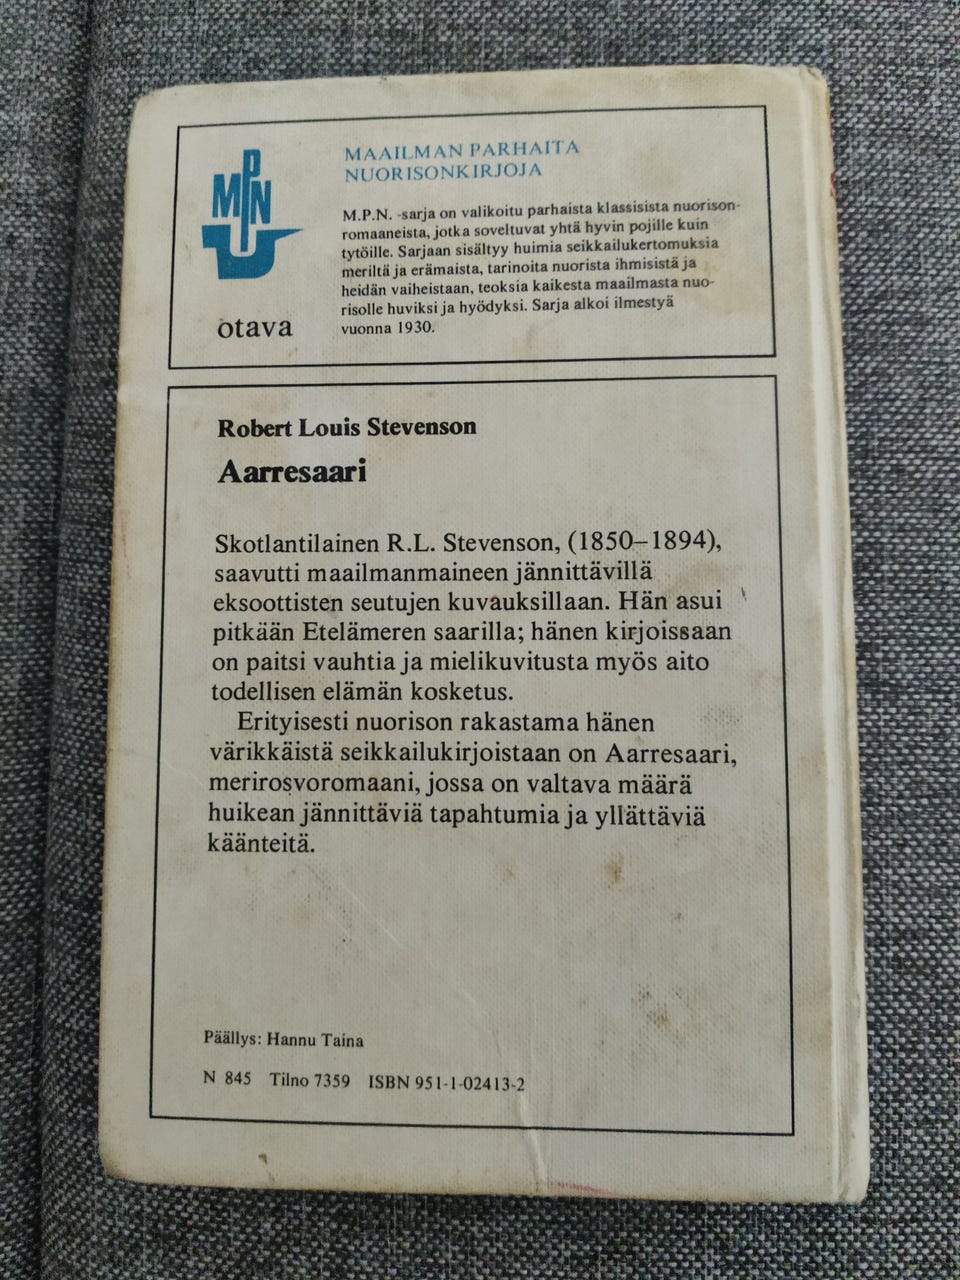 MPN
MAAILMAN PARHAITA
NUORISONKIRJOJA
M.P.N. -sarja on valikoitu parhaista klassisista nuorison-
romaaneista, jotka soveltuvat yhtä hyvin pojille kuin
tytöille. Sarjaan sisältyy huimia seikkailukertomuksia
meriltä ja erämaista, tarinoita nuorista ihmisistä ja
heidän vaiheistaan, teoksia kaikesta maailmasta nuo-
risolle huviksi ja hyödyksi. Sarja alkoi ilmestyä
vuonna 1930.
otava
Robert Louis Stevenson
Aarresaari
Skotlantilainen R.L. Stevenson, (1850–1894),
saavutti maailmanmaineen jännittävillä
eksoottisten seutujen kuvauksillaan. Hän asui
pitkään Etelämeren saarilla; hänen kirjoissaan
on paitsi vauhtia ja mielikuvitusta myös aito
todellisen elämän kosketus.
Erityisesti nuorison rakastama hänen
värikkäistä seikkailukirjoistaan on Aarresaari,
merirosvoromaani, jossa on valtava määrä
huikean jännittäviä tapahtumia ja yllättäviä
käänteitä.
Päällys: Hannu Taina
N 845 Tilno 7359 ISBN 951-1-02413-2